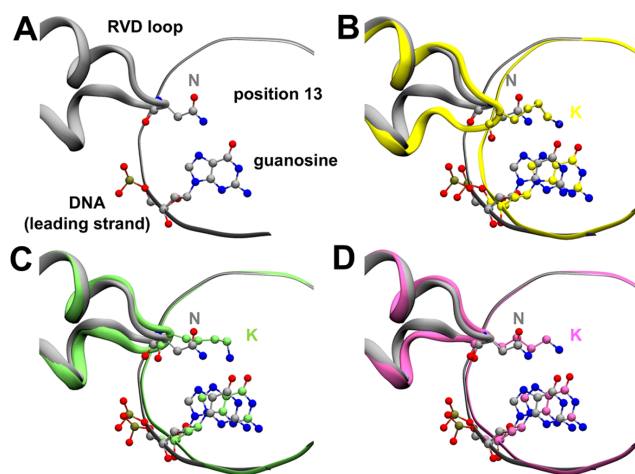 A
RVD loop
N
position 13
guanosine
DNA
(leading strand)
B
N
K
C
N
K
D
N
K